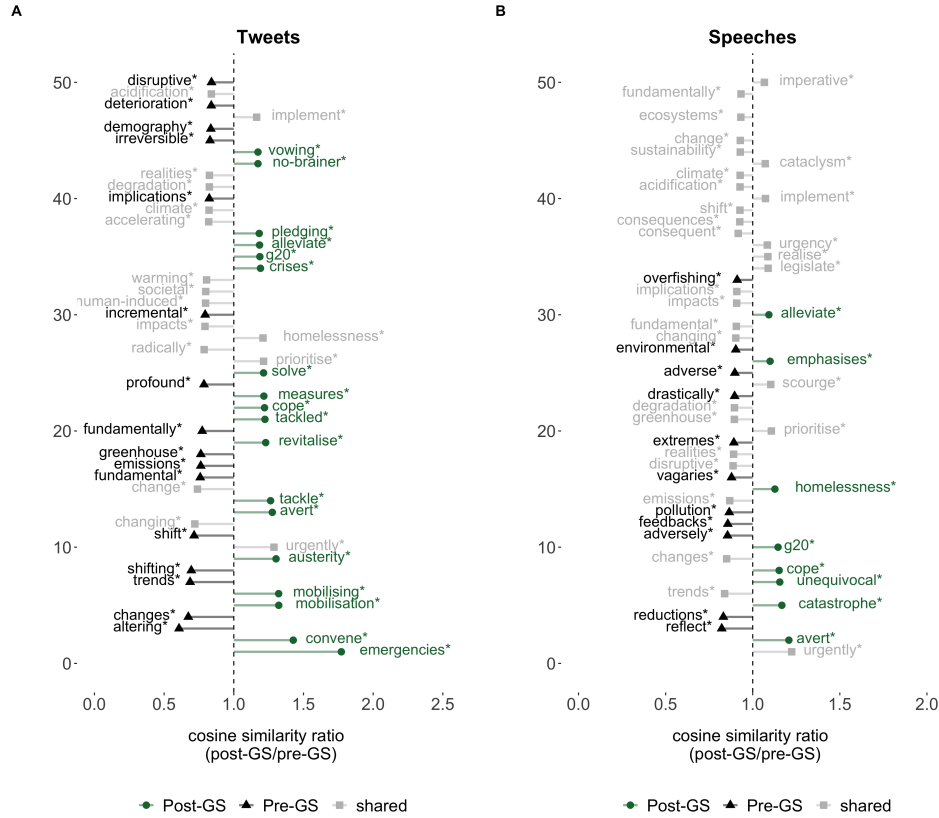 A
B
Tweets
Speeches
50
40
30
20
10
0
disruptive*
acidification*
deterioration*
implement*
demography*
irreversible*
vowing*
no-brainer*
realities*
degradation*
implications*
climate*
accelerating*
pledging*
alleviate*
g20*
crises*
warming*
societal*
human-induced*
incremental*
impacts*
homelessness*
radically*
prioritise*
solve*
profound*
measures*
cope*
tackled*
fundamentally*
revitalise*
greenhouse*
emissions*
fundamental*
change*
tackle*
avert*
changing*
shift*
urgently*
austerity*
shifting*
trends*
mobilising*
mobilisation*
changes*
altering*
convene*
emergencies*
0.0 0.5 1.0 1.5 2.0 2.5
cosine similarity ratio
(post-GS/pre-GS)
Post-GS Pre-GS shared
50
40
30
20
10
0
imperative*
fundamentally*
ecosystems*
change*
sustainability*
cataclysm*
climate*
acidification*
implement*
shift*
consequences*
consequent*
urgency*
realise*
legislate*
overfishing*
implications*
impacts*
alleviate*
fundamental*
changing*
environmental*
emphasises*
adverse*
scourge*
drastically*
degradation*
greenhouse*
prioritise*
extremes*
realities*
disruptive*
vagaries*
homelessness*
emissions*
pollution*
feedbacks*
adversely*
g20*
changes*
cope*
unequivocal*
trends*
catastrophe*
reductions*
reflect*
avert*
urgently*
0.0 0.5 1.0 1.5 2.0
cosine similarity ratio
(post-GS/pre-GS)
Post-GS Pre-GS shared